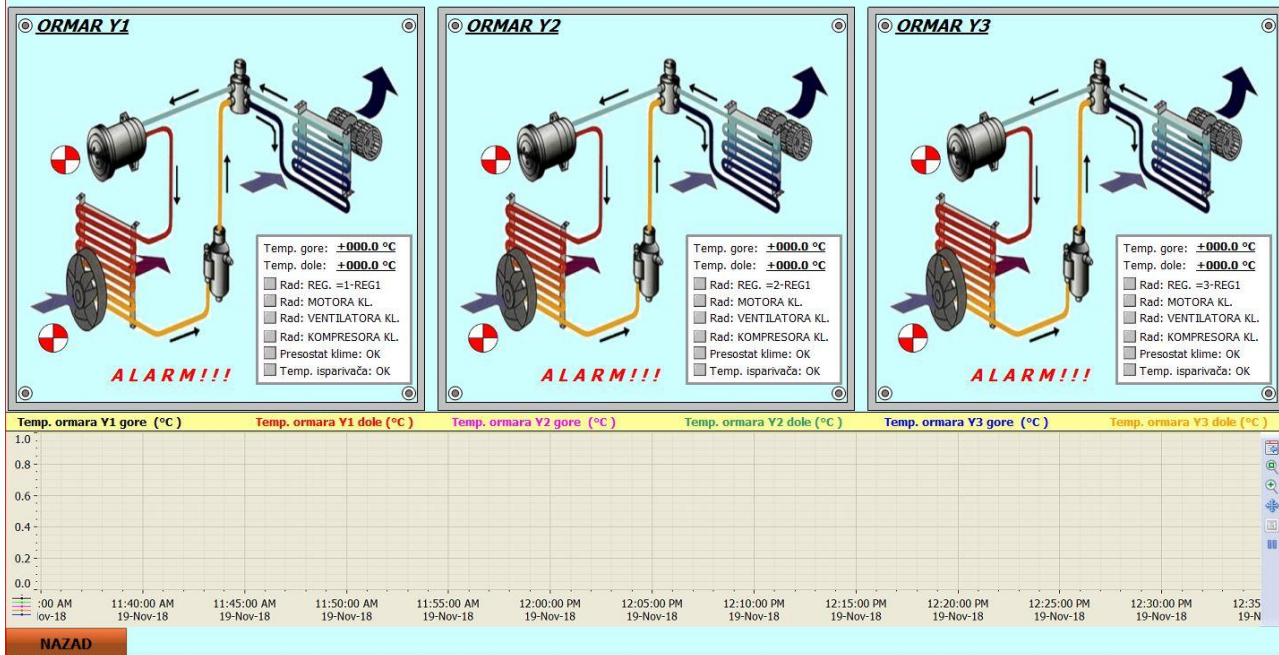 ORMAR Y1
Temp. gore: +000.0 °C
Temp. dole: +000.0 °C
Rad: REG. =1-REG1
Rad: MOTORA KL.
Rad: VENTILATORA KL.
Rad: KOMPRESORA KL.
Presostat klime: OK
Temp. isparivača: OK
ALARM!!!
ORMAR Y2
Temp. gore: +000.0 °C
Temp. dole: +000.0 °C
Rad: REG. =2-REG1
Rad: MOTORA KL.
Rad: VENTILATORA KL.
Rad: KOMPRESORA KL.
Presostat klime: OK
Temp. isparivača: OK
ALARM!!!
ORMAR Y3
Temp. gore: +000.0 °C
Temp. dole: +000.0 °C
Rad: REG. =3-REG1
Rad: MOTORA KL.
Rad: VENTILATORA KL.
Rad: KOMPRESORA KL.
Presostat klime: OK
Temp. isparivača: OK
ALARM!!!
Temp. ormara Y1 gore (°C ) Temp. ormara Y1 dole (°C ) Temp. ormara Y2 gore (°C ) Temp. ormara Y2 dole (°C ) Temp. ormara Y3 gore (°C ) Temp. ormara Y3 dole (°C )
1.0
0.8
0.6
0.4
0.2
0.0
:00 AM 11:40:00 AM 11:45:00 AM 11:50:00 AM 11:55:00 AM 12:00:00 PM 12:05:00 PM 12:10:00 PM 12:15:00 PM 12:20:00 PM 12:25:00 PM 12:30:00 PM 12:35
ov-18 19-Nov-18 19-Nov-18 19-Nov-18 19-Nov-18 19-Nov-18 19-Nov-18 19-Nov-18 19-Nov-18 19-Nov-18 19-Nov-18 19-Nov-18 19-N
NAZAD